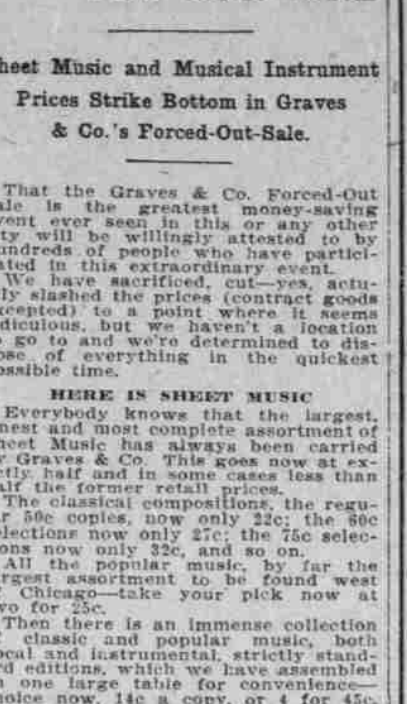 heet Music and Musical Instrument
Prices Strike Bottom in Graves
& Co.'s Forced-Out-Sale.
That the Graves & Co. Forced-Out
ale is the greatest money-saving
vent ever seen in this or any other
ity will be willingly attested to by
undreds of people who have partici-
ated in this extraordinary event.
We have sacrificed, cut—yes, actu-
lly slashed the prices (contract goods
xcepted) to a point where it seems
diculous, but we haven't a location
o go to and we're determined to dis-
ose of everything in the quickest
ossible time.
HERE IS SHEET MUSIC
Everybody knows that the largest,
nest and most complete assortment of
heet Music has always been carried
y Graves & Co. This goes now at ex-
ctly half and in some cases less than
alf the former retail prices.
The classical compositions, the regu-
r 50c copies, now only 22c; the 60c
elections now only 27c; the 75c selec-
ons now only 32c, and so on.
All the popular music, by far the
rgest assortment to be found west
f Chicago—take your pick now at
wo for 25c.
Then there is an immense collection
f classic and popular music, both
ocal and instrumental, strictly stand-
rd editions, which we have assembled
n one large table for convenience—
hoice now, 14c a copy, or 4 for 45c.